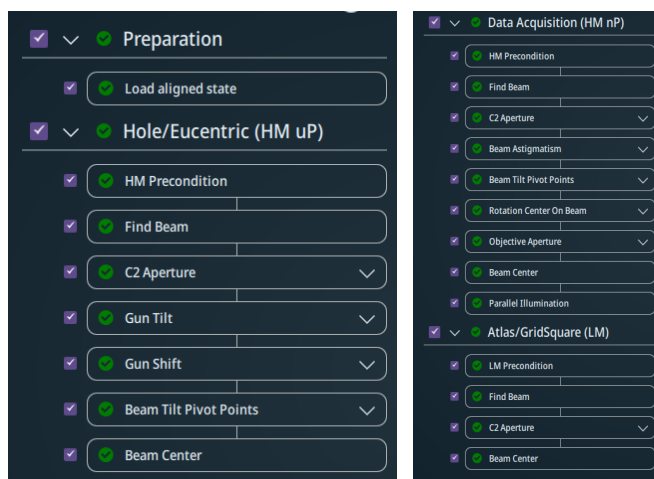 Preparation
Load aligned state
Hole/Eucentric (HM uP)
HM Precondition
Find Beam
C2 Aperture
Gun Tilt
Gun Shift
Beam Tilt Pivot Points
Beam Center
Data Acquisition (HM nP)
HM Precondition
Find Beam
C2 Aperture
Beam Astigmatism
Beam Tilt Pivot Points
Rotation Center On Beam
Objective Aperture
Beam Center
Parallel Illumination
Atlas/GridSquare (LM)
LM Precondition
Find Beam
C2 Aperture
Beam Center